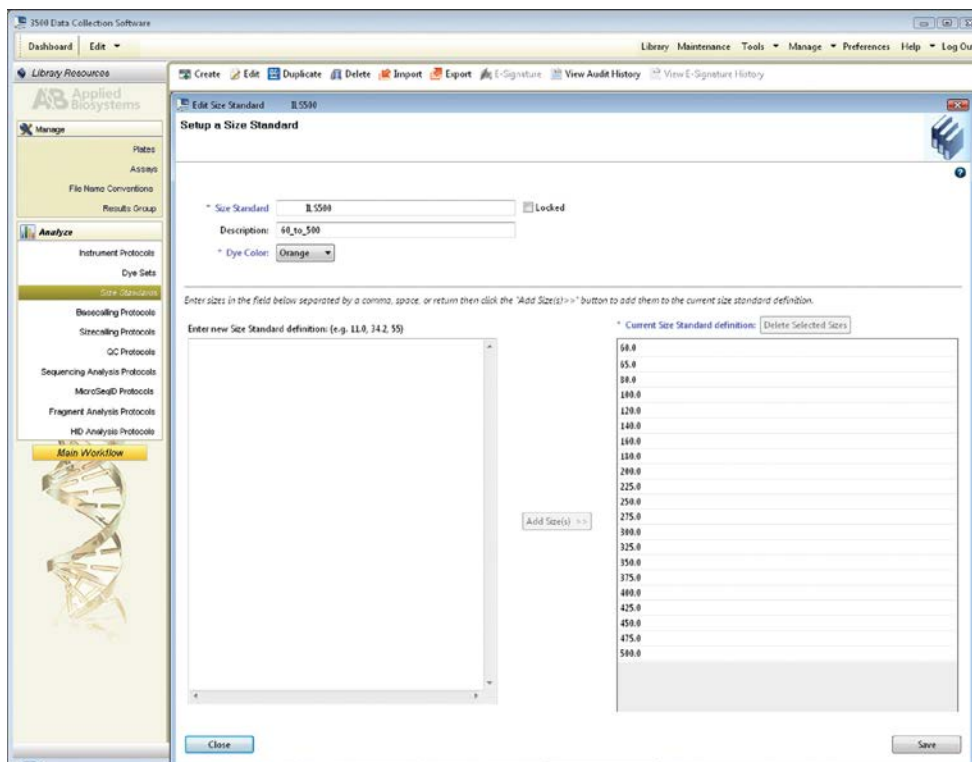 3500 Data Collection Software
Dashboard Edit Library Maintenance Tools Manage Preferences Help Log Ou
Library Resources
Create Edit Duplicate Delete Import Export E-Signature View Audit History View E-Signature History
AB Applied Biosystems
Edit Size Standard ILS500
Setup a Size Standard
Manage
Plates
Assays
File Name Conventions
Results Group
Analyze
Instrument Protocols
Dye Sets
Size Standards
Basecalling Protocols
Sizecalling Protocols
QC Protocols
Sequencing Analysis Protocols
MicroSeqID Protocols
Fragment Analysis Protocols
HID Analysis Protocols
Main Workflow
* Size Standard ILS500 Locked
Description: 60_to_500
* Dye Color: Orange
Enter sizes in the field below separated by a comma, space, or return then click the "Add Size(s)>>" button to add them to the current size standard definition.
Enter new Size Standard definition: (e.g. 11.0, 34.2, 55)
* Current Size Standard definition: Delete Selected Sizes
60.0
65.0
80.0
100.0
120.0
140.0
160.0
180.0
200.0
225.0
250.0
275.0
300.0
325.0
350.0
375.0
400.0
425.0
450.0
475.0
500.0
Add Size(s) >>
Close Save